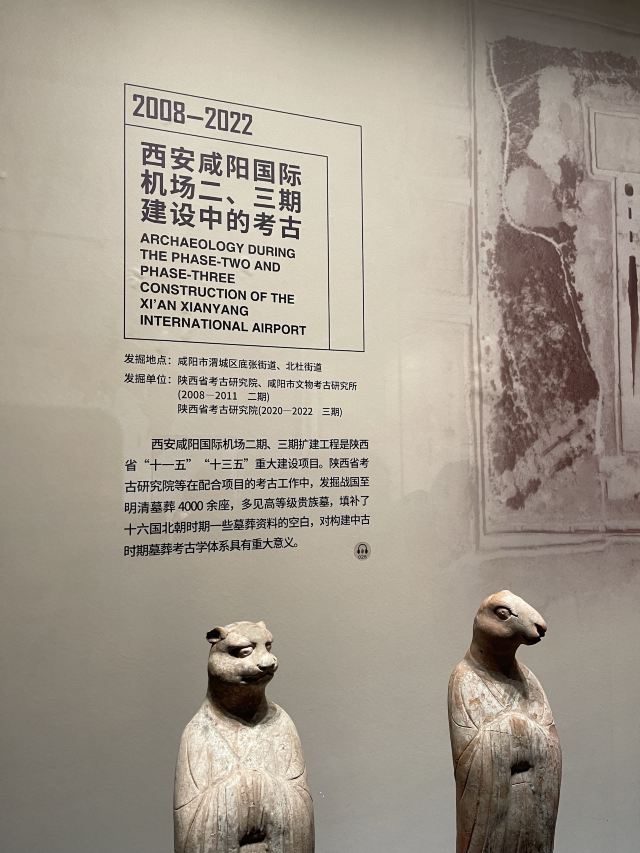 2008—2022
西安咸阳国际
机场二、三期
建设中的考古
ARCHAEOLOGY DURING
THE PHASE-TWO AND
PHASE-THREE
CONSTRUCTION OF THE
XI'AN XIANYANG
INTERNATIONAL AIRPORT
发掘地点：咸阳市渭城区底张街道、北杜街道
发掘单位：陕西省考古研究院、咸阳市文物考古研究所
(2008—2011 二期)
陕西省考古研究院(2020—2022 三期)
西安咸阳国际机场二期、三期扩建工程是陕西
省“十一五”“十三五”重大建设项目。陕西省考
古研究院等在配合项目的考古工作中，发掘战国至
明清墓葬 4000 余座，多见高等级贵族墓，填补了
十六国北朝时期一些墓葬资料的空白，对构建中古
时期墓葬考古学体系具有重大意义。